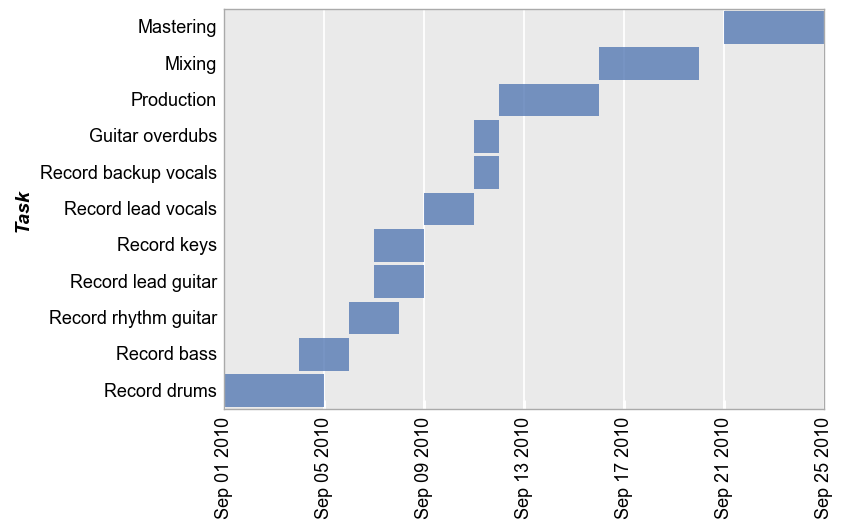 Mastering
Mixing
Production
Guitar overdubs
Record backup vocals
Record lead vocals
Record keys
Record lead guitar
Record rhythm guitar
Record bass
Record drums
Task
Sep 01 2010
Sep 05 2010
Sep 09 2010
Sep 13 2010
Sep 17 2010
Sep 21 2010
Sep 25 2010